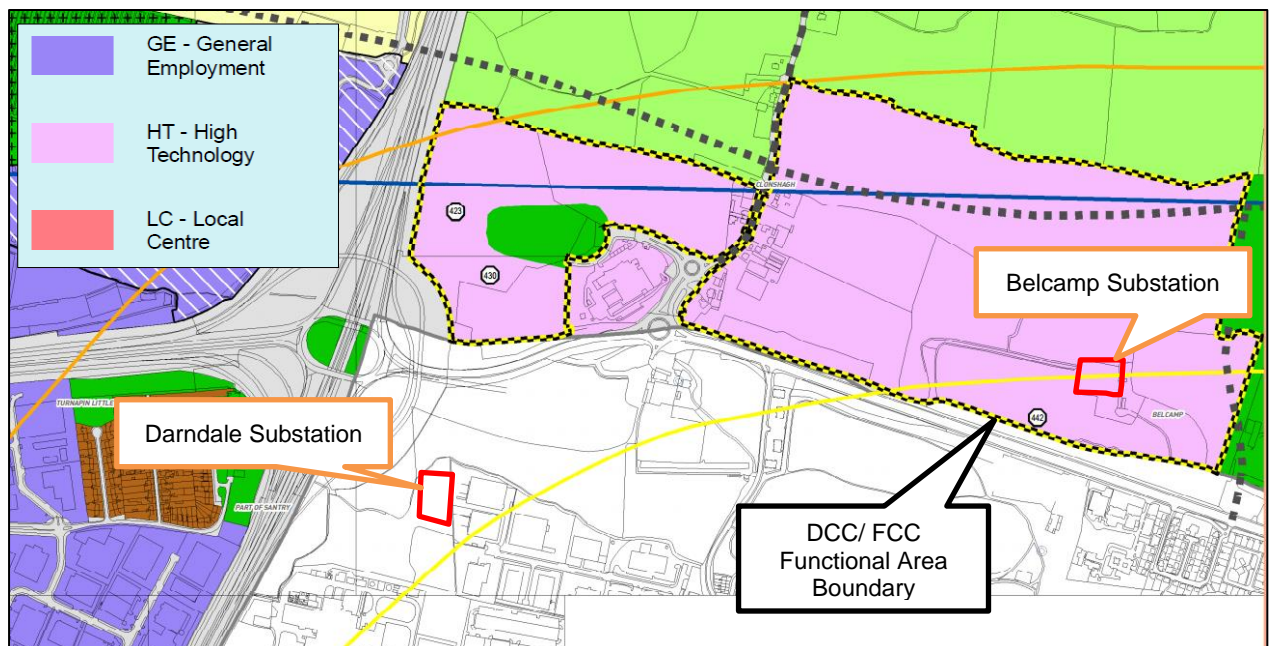 GE - General
Employment
HT - High
Technology
LC - Local
Centre
423
CLONSHAGH
430
Belcamp Substation
TURNAPIN LITTLE
442
BELCAMP
Darndale Substation
PART OF SANTRY
DCC/ FCC
Functional Area
Boundary